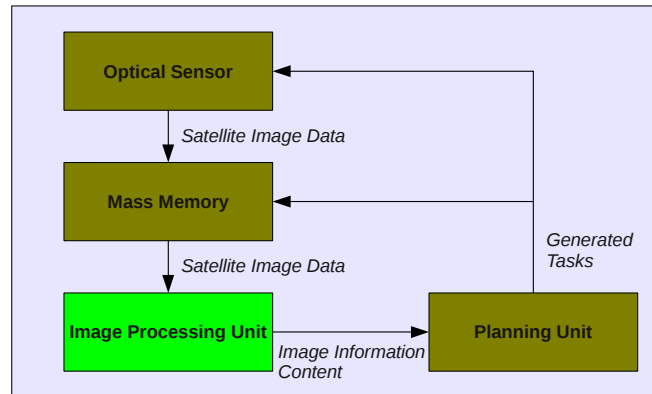 Optical Sensor
Satellite Image Data
Mass Memory
Generated
Tasks
Satellite Image Data
Image Processing Unit
Image Information
Content
Planning Unit